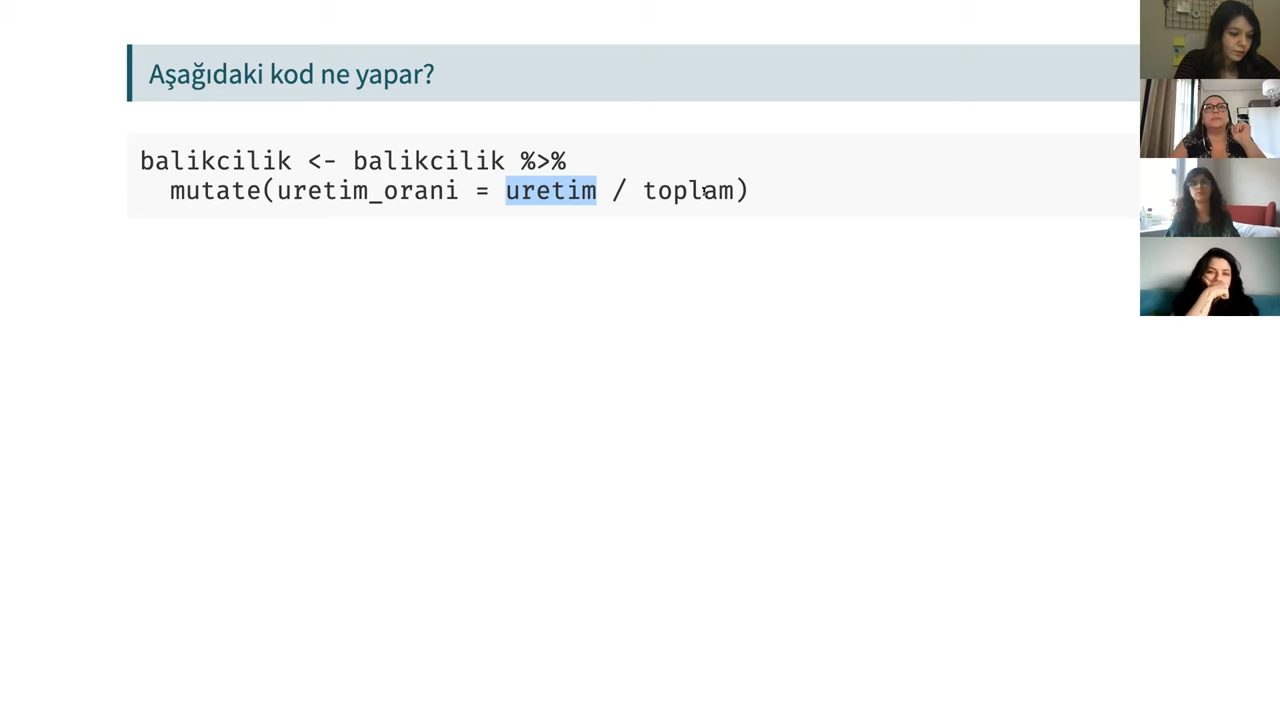 Aşağıdaki kod ne yapar?
balikcilik <- balikcilik %>%
mutate(uretim_orani = uretim / toplam)